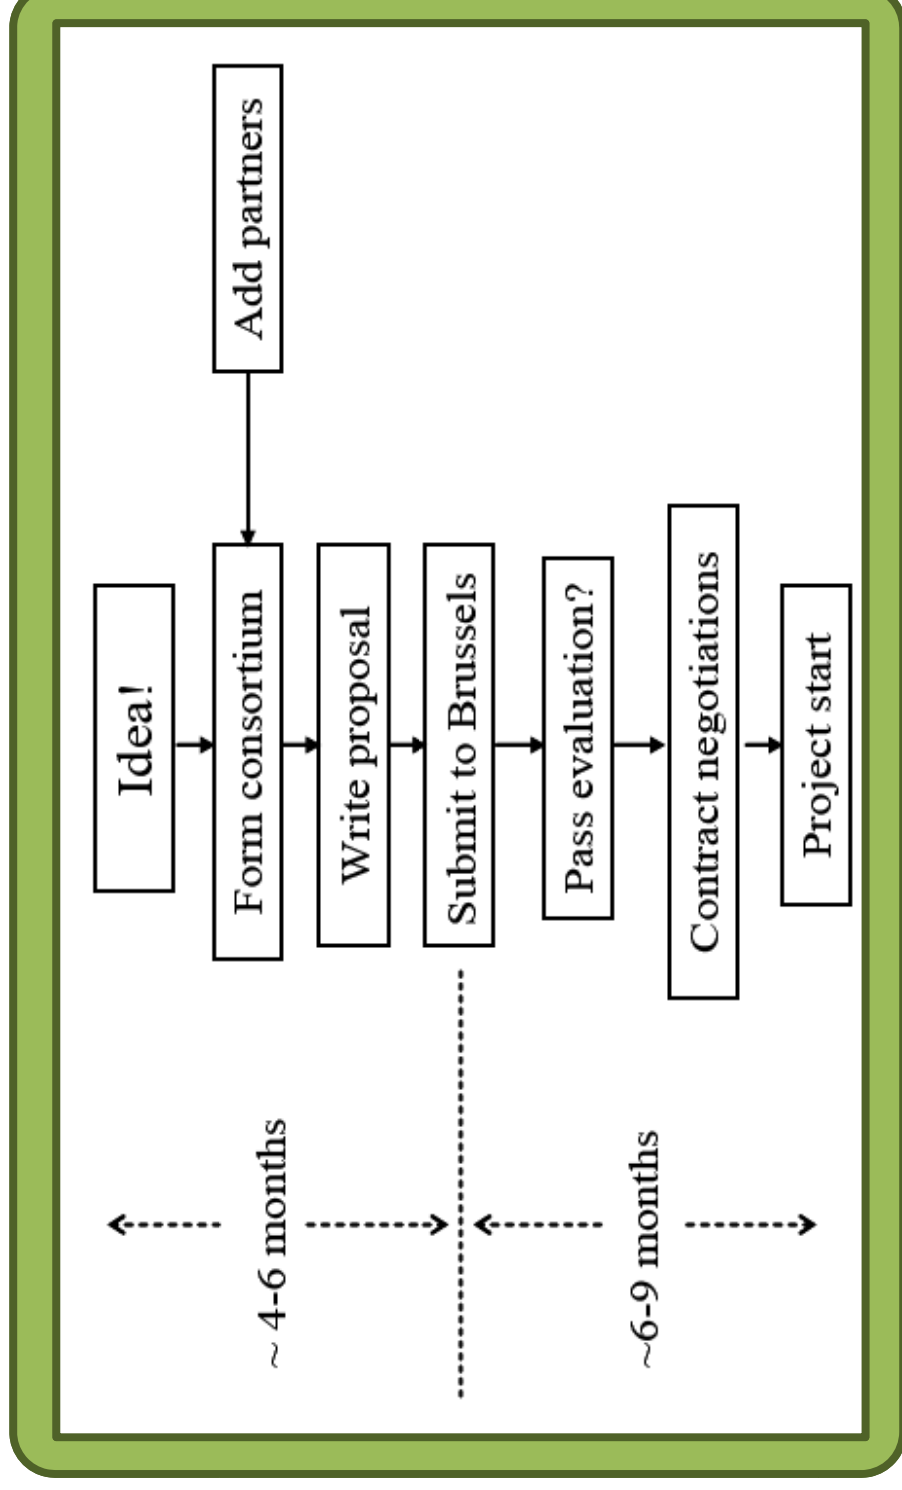 Idea!
Form consortium
Add partners
Write proposal
~ 4-6 months
Submit to Brussels
Pass evaluation?
Contract negotiations
~6-9 months
Project start